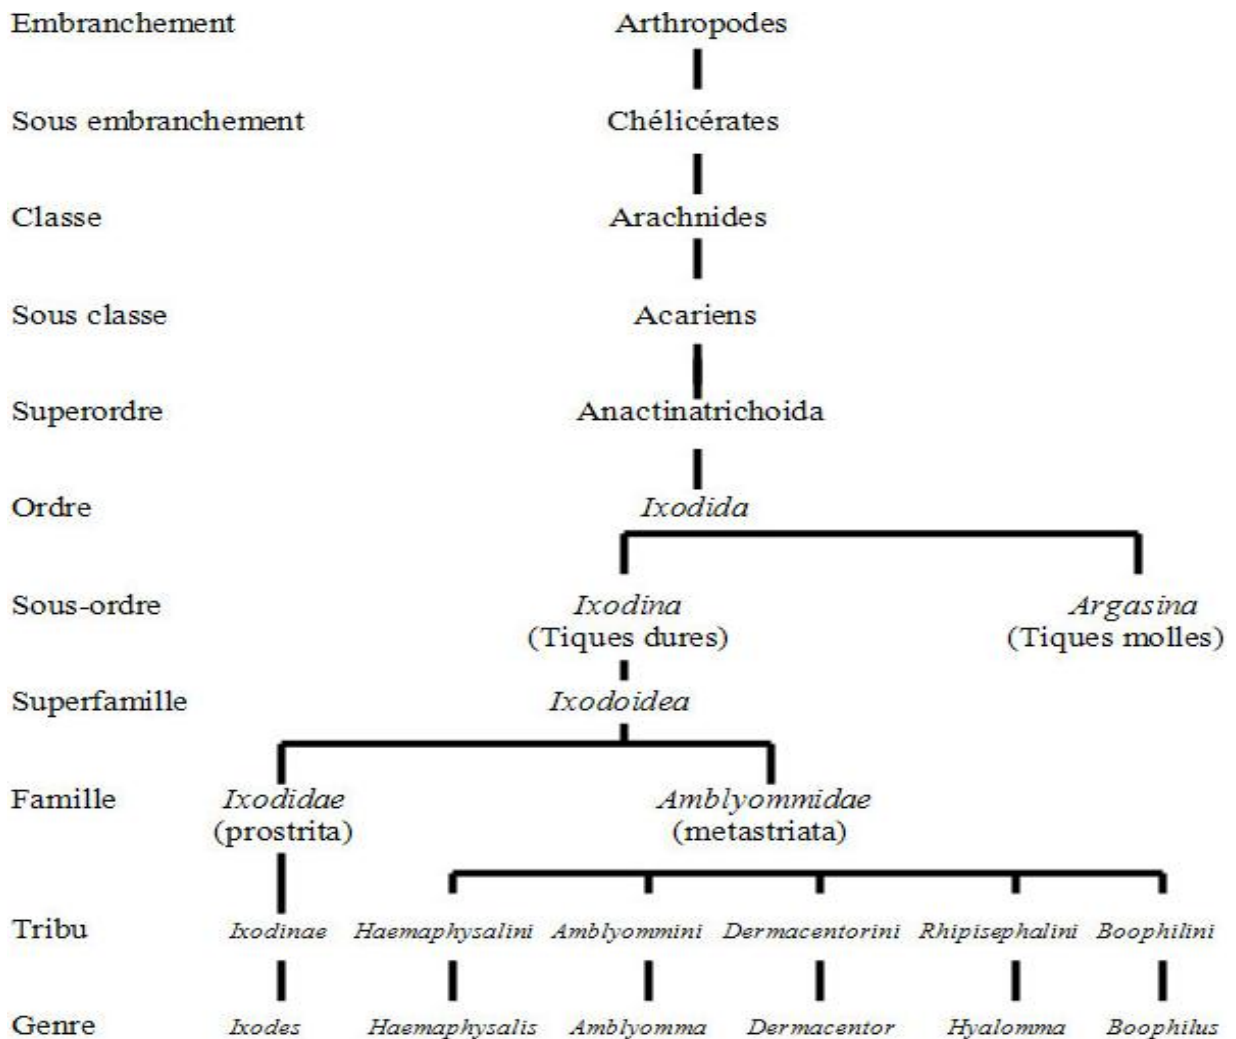 Embranchement Arthropodes
Sous embranchement Chélicérates
Classe Arachnides
Sous classe Acariens
Superordre Anactinatrichoida
Ordre Ixodida
Sous-ordre Ixodina Argasina
(Tiques dures) (Tiques molles)
Superfamille Ixodoidea
Famille Ixodidae Amblyommidae
(prostrita) (metastriata)
Tribu Ixodinae Haemaphysalini Amblyommini Dermacentorini Rhipisephalini Boophilini
Genre Ixodes Haemaphysalis Amblyomma Dermacentor Hyalomma Boophilus